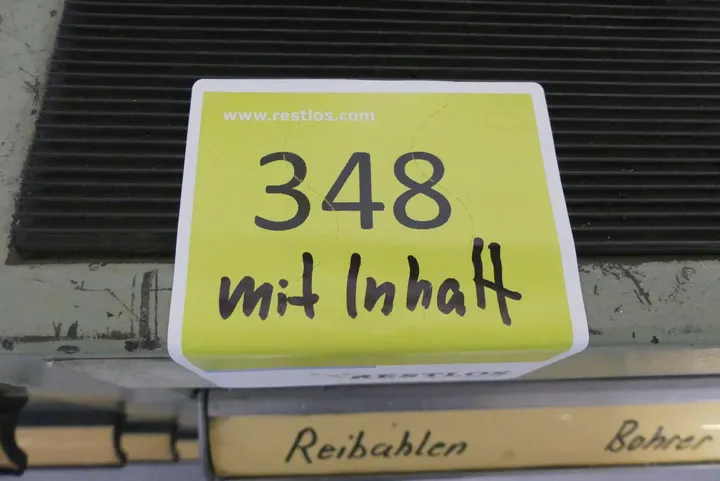 www.restlos.com
348
mit Inhalt
RESTLOS
Reibahlen Bohrer